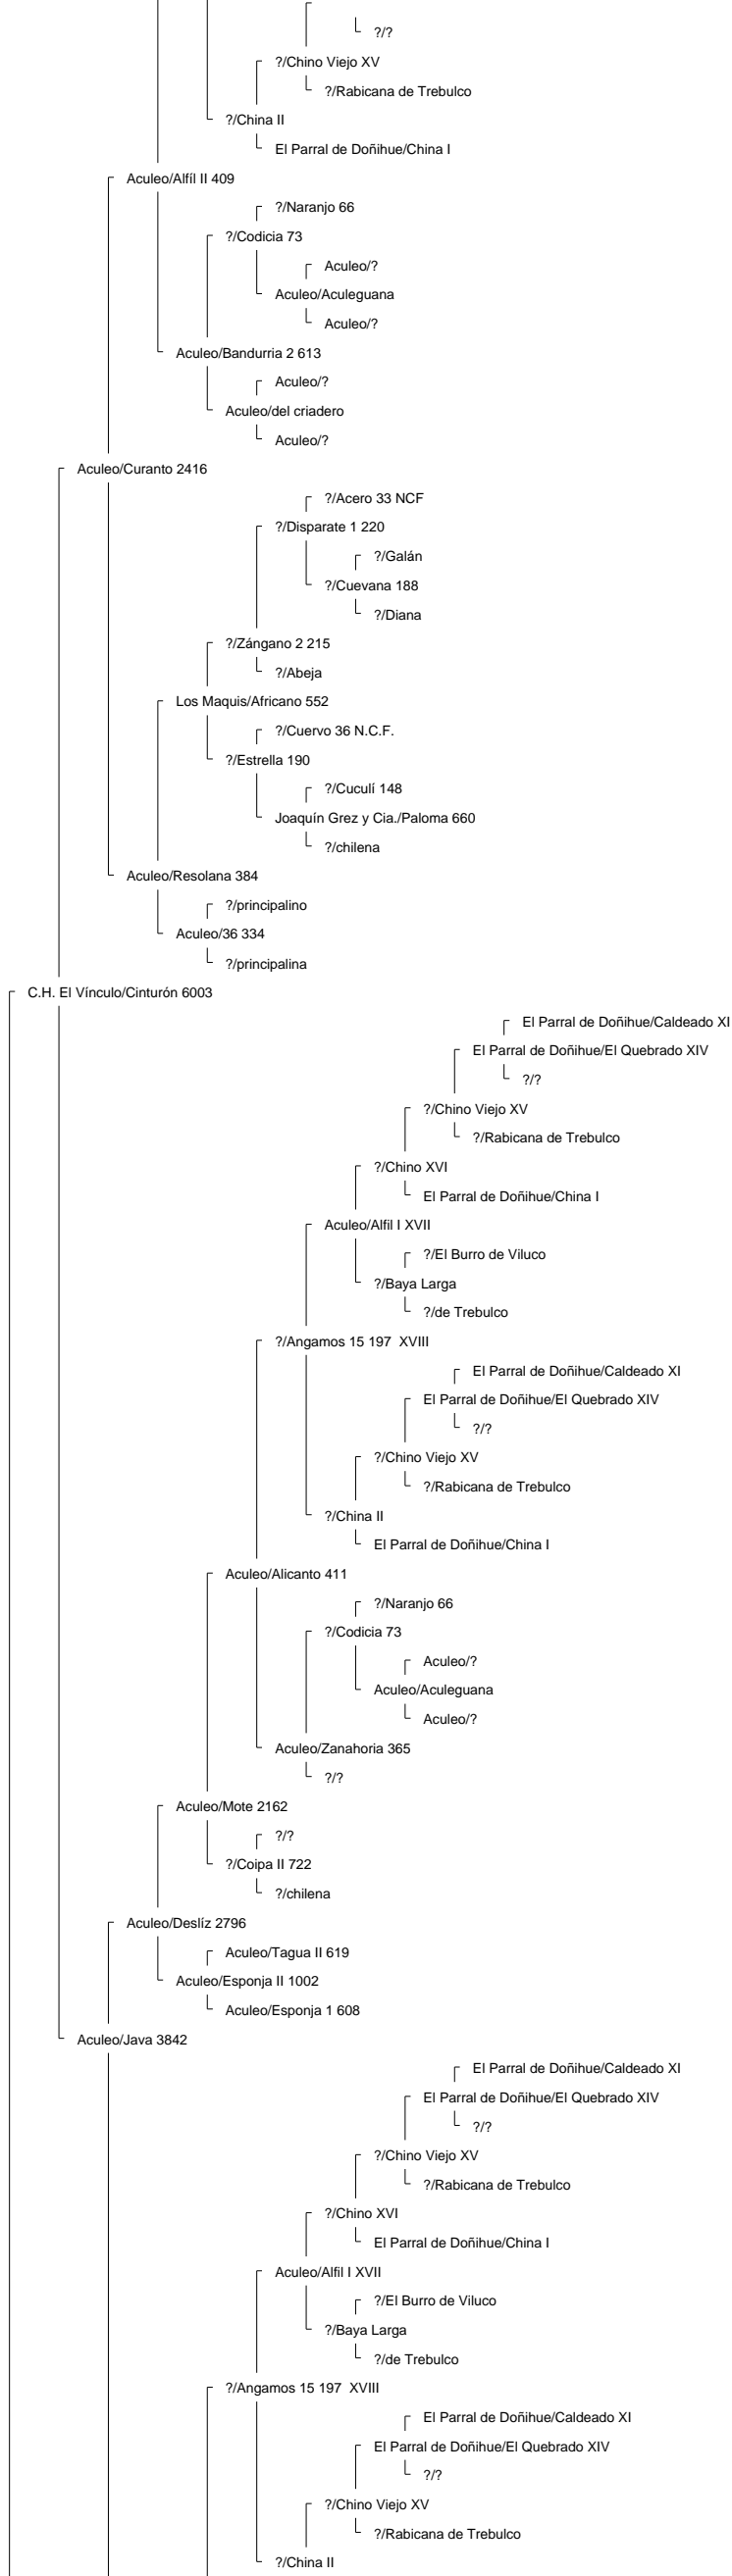 ?/?
?/Chino Viejo XV
?/Rabicana de Trebulco
?/China II
El Parral de Doñihue/China I
Aculeo/Alfíl II 409
?/Naranjo 66
?/Codicia 73
Aculeo/?
Aculeo/Aculeguana
Aculeo/?
Aculeo/Bandurria 2 613
Aculeo/?
Aculeo/del criadero
Aculeo/?
Aculeo/Curanto 2416
?/Acero 33 NCF
?/Disparate 1 220
?/Galán
?/Cuevana 188
?/Diana
?/Zángano 2 215
?/Abeja
Los Maquis/Africano 552
?/Cuervo 36 N.C.F.
?/Estrella 190
?/Cuculí 148
Joaquín Grez y Cia./Paloma 660
?/chilena
Aculeo/Resolana 384
?/principalino
Aculeo/36 334
?/principalina
C.H. El Vínculo/Cinturón 6003
El Parral de Doñihue/Caldeado XI
El Parral de Doñihue/El Quebrado XIV
?/?
?/Chino Viejo XV
?/Rabicana de Trebulco
?/Chino XVI
El Parral de Doñihue/China I
Aculeo/Alfil I XVII
?/El Burro de Viluco
?/Baya Larga
?/de Trebulco
?/Angamos 15 197  XVIII
El Parral de Doñihue/Caldeado XI
El Parral de Doñihue/El Quebrado XIV
?/?
?/Chino Viejo XV
?/Rabicana de Trebulco
?/China II
El Parral de Doñihue/China I
Aculeo/Alicanto 411
?/Naranjo 66
?/Codicia 73
Aculeo/?
Aculeo/Aculeguana
Aculeo/?
Aculeo/Zanahoria 365
?/?
Aculeo/Mote 2162
?/?
?/Coipa II 722
?/chilena
Aculeo/Deslíz 2796
Aculeo/Tagua II 619
Aculeo/Esponja II 1002
Aculeo/Esponja 1 608
Aculeo/Java 3842
El Parral de Doñihue/Caldeado XI
El Parral de Doñihue/El Quebrado XIV
?/?
?/Chino Viejo XV
?/Rabicana de Trebulco
?/Chino XVI
El Parral de Doñihue/China I
Aculeo/Alfil I XVII
?/El Burro de Viluco
?/Baya Larga
?/de Trebulco
?/Angamos 15 197  XVIII
El Parral de Doñihue/Caldeado XI
El Parral de Doñihue/El Quebrado XIV
?/?
?/Chino Viejo XV
?/Rabicana de Trebulco
?/China II